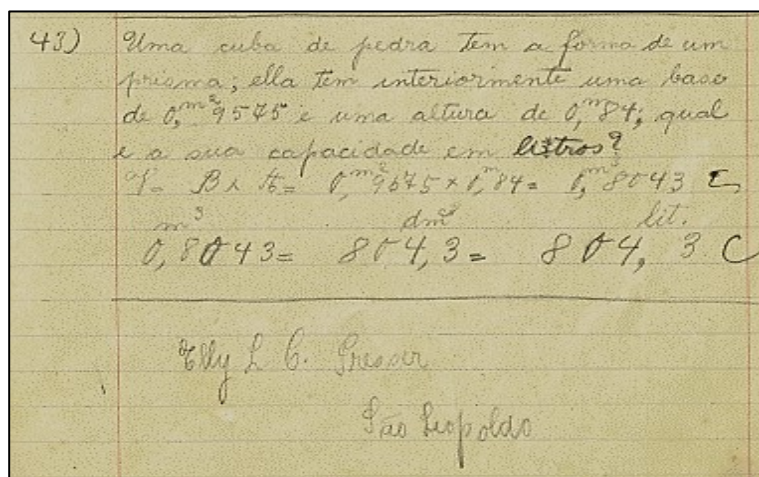 43) Uma cuba de pedra tem a forma de um
prisma; ella tem interiormente uma base
de 0,m²9575 e uma altura de 0,m84; qual
é a sua capacidade em litros?
V= B x A= 0,m²9575 x 0,m84= 0,m³8043 C
m³ dm³ lit.
0,8043= 804,3= 804,3 C
Elly L. C. Presser
São Leopoldo